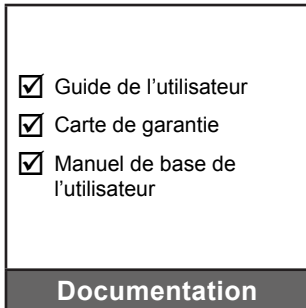 Guide de l’utilisateur
Carte de garantie
Manuel de base de
l’utilisateur
Documentation